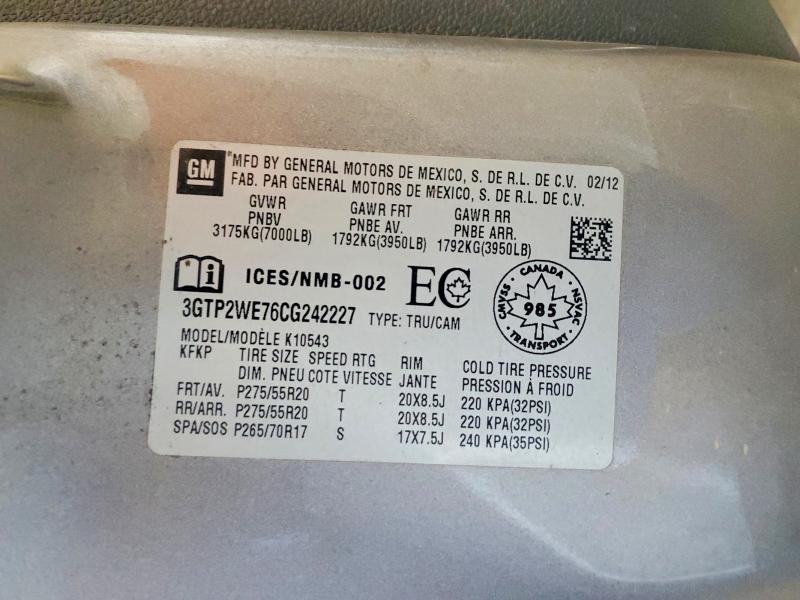 GM
MFD BY GENERAL MOTORS DE MEXICO, S. DE R.L. DE C.V. 02/12
FAB. PAR GENERAL MOTORS DE MEXICO, S. DE R.L. DE C.V.
GVWR GAWR FRT GAWR RR
PNBV PNBE AV. PNBE ARR.
3175KG(7000LB) 1792KG(3950LB) 1792KG(3950LB)
i ICES/NMB-002 EC
CANADA
CMVSS 985 NSVAC
TRANSPORT
3GTP2WE76CG242227 TYPE: TRU/CAM
MODEL/MODÈLE K10543
KFKP TIRE SIZE SPEED RTG RIM COLD TIRE PRESSURE
DIM. PNEU COTE VITESSE JANTE PRESSION À FROID
FRT/AV. P275/55R20 T 20X8.5J 220 KPA(32PSI)
RR/ARR. P275/55R20 T 20X8.5J 220 KPA(32PSI)
SPA/SOS P265/70R17 S 17X7.5J 240 KPA(35PSI)